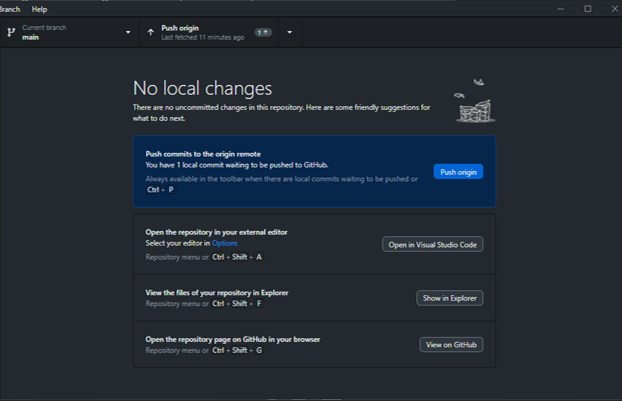 Branch Help
Current branch
main
Push origin
Last fetched 11 minutes ago
1
No local changes
There are no uncommitted changes in this repository. Here are some friendly suggestions for
what to do next.
Push commits to the origin remote
You have 1 local commit waiting to be pushed to GitHub.
Always available in the toolbar when there are local commits waiting to be pushed or
Ctrl + P
Push origin
Open the repository in your external editor
Select your editor in Options
Repository menu or Ctrl + Shift + A
Open in Visual Studio Code
View the files of your repository in Explorer
Repository menu or Ctrl + Shift + F
Show in Explorer
Open the repository page on GitHub in your browser
Repository menu or Ctrl + Shift + G
View on GitHub